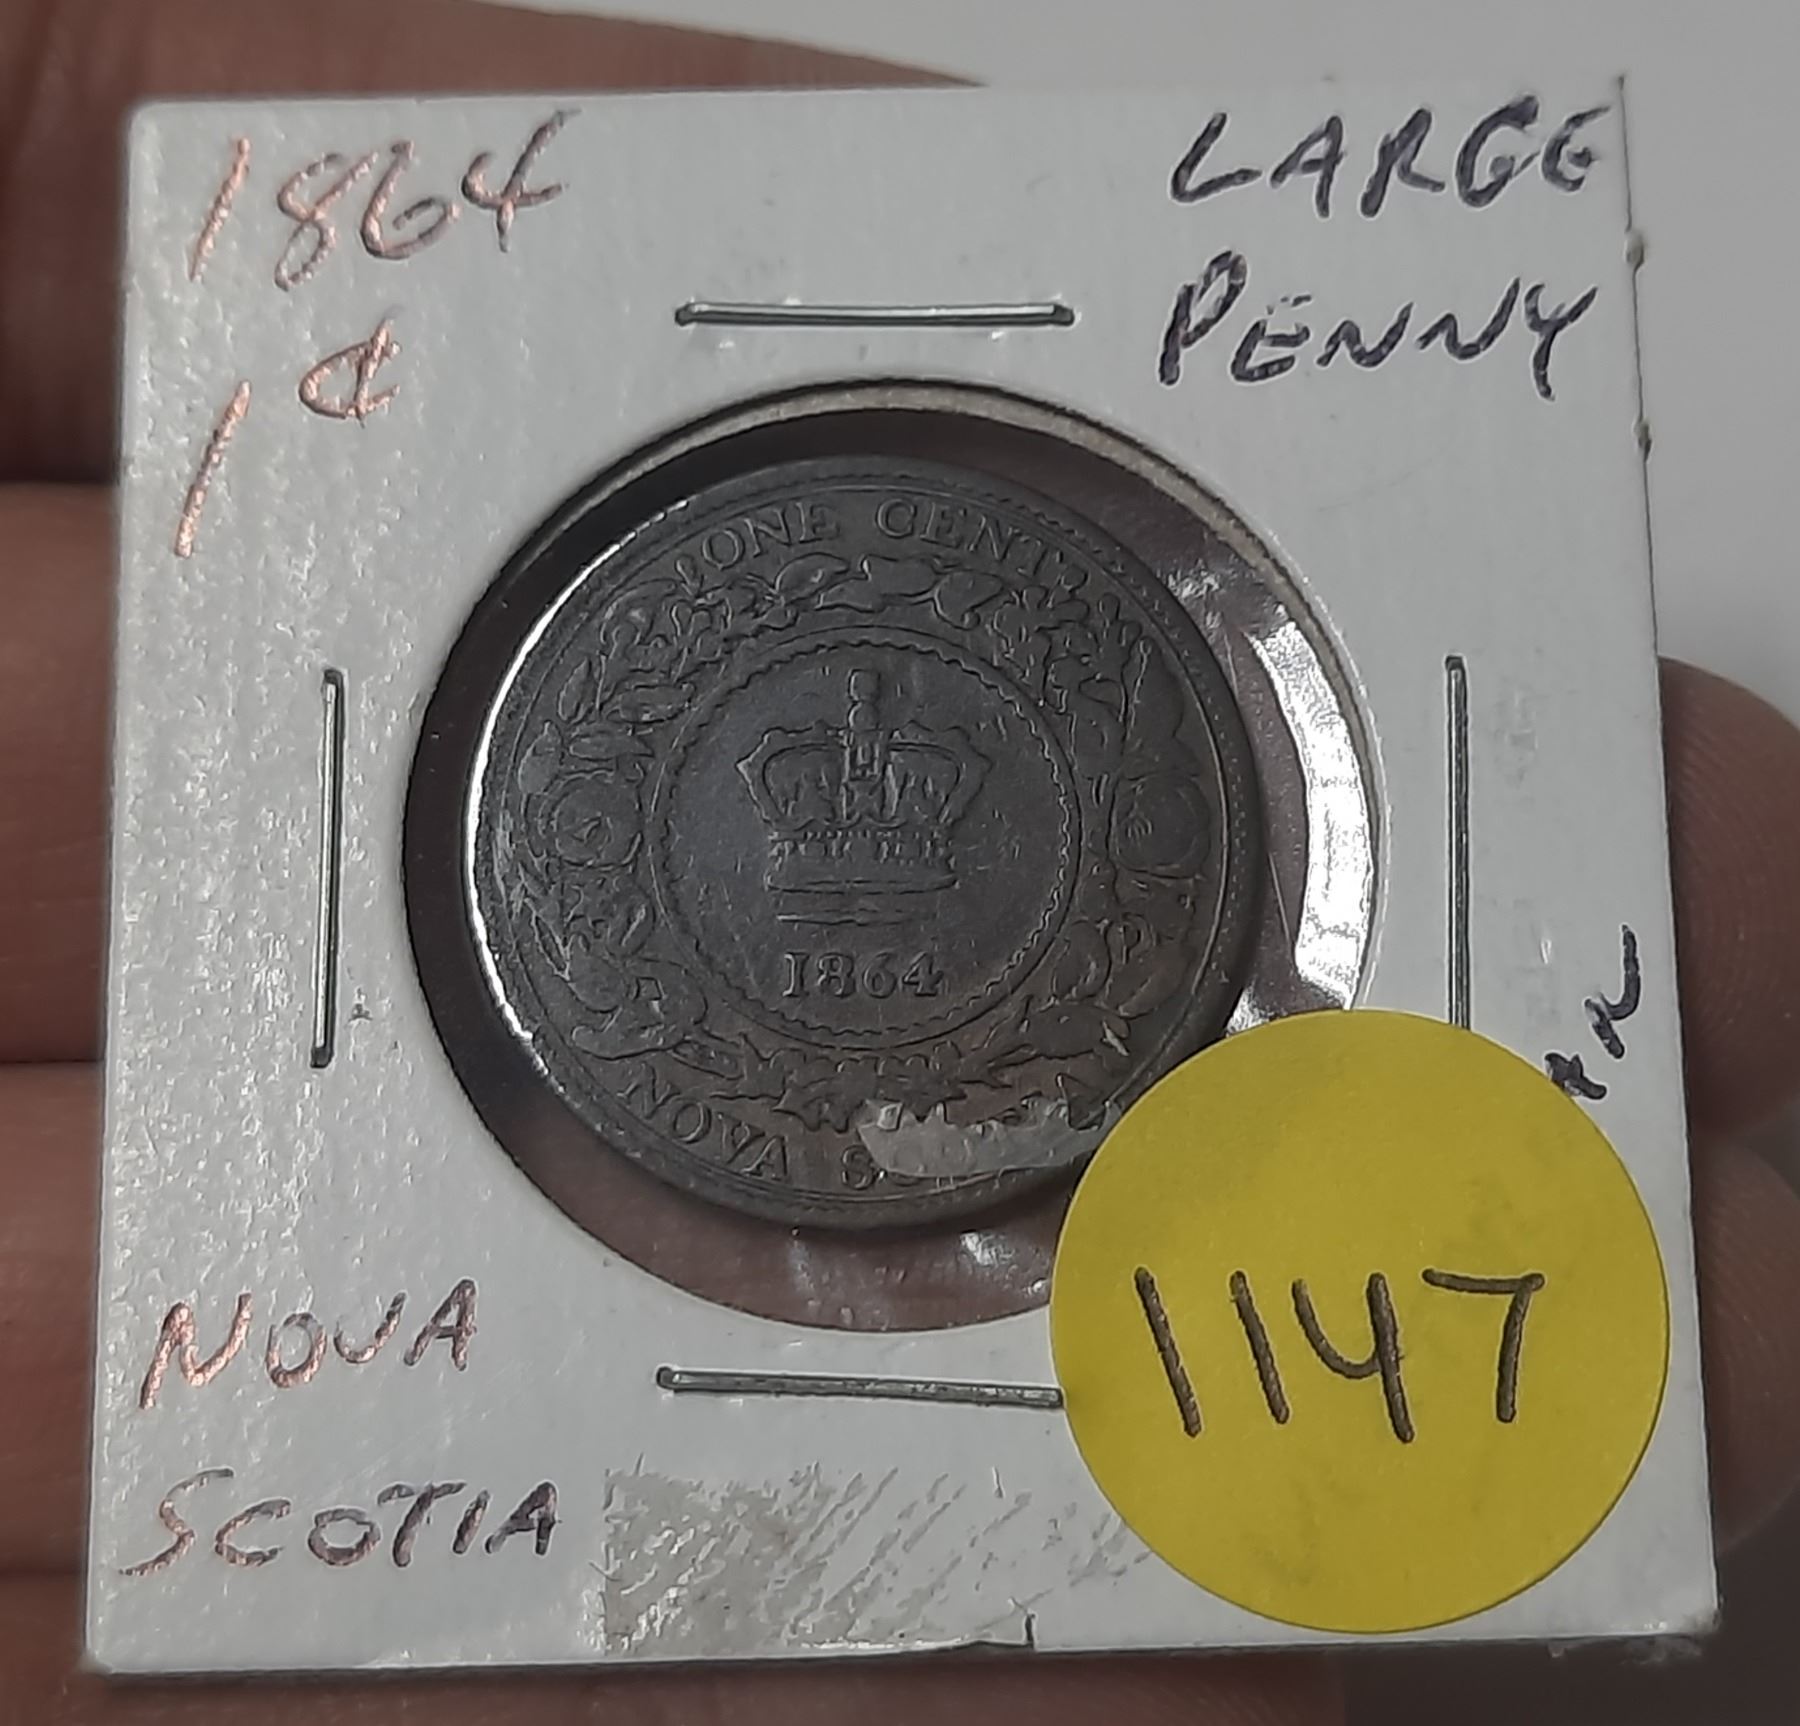 1864
1¢
LARGE
PENNY
ONE CENT
1864
NOVA
NOVA
SCOTIA
1147